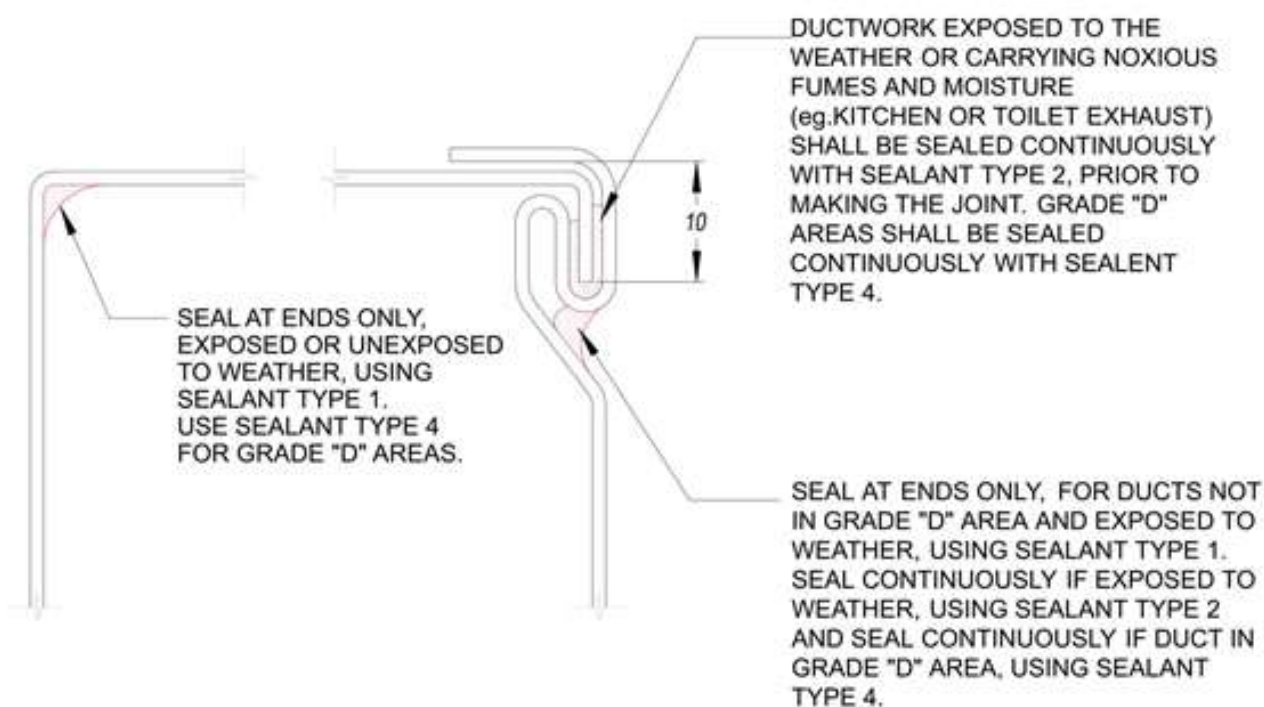 DUCTWORK EXPOSED TO THE
WEATHER OR CARRYING NOXIOUS
FUMES AND MOISTURE
(eg.KITCHEN OR TOILET EXHAUST)
SHALL BE SEALED CONTINUOUSLY
WITH SEALANT TYPE 2, PRIOR TO
MAKING THE JOINT. GRADE "D"
AREAS SHALL BE SEALED
CONTINUOUSLY WITH SEALENT
TYPE 4.
10
SEAL AT ENDS ONLY,
EXPOSED OR UNEXPOSED
TO WEATHER, USING
SEALANT TYPE 1.
USE SEALANT TYPE 4
FOR GRADE "D" AREAS.
SEAL AT ENDS ONLY, FOR DUCTS NOT
IN GRADE "D" AREA AND EXPOSED TO
WEATHER, USING SEALANT TYPE 1.
SEAL CONTINUOUSLY IF EXPOSED TO
WEATHER, USING SEALANT TYPE 2
AND SEAL CONTINUOUSLY IF DUCT IN
GRADE "D" AREA, USING SEALANT
TYPE 4.